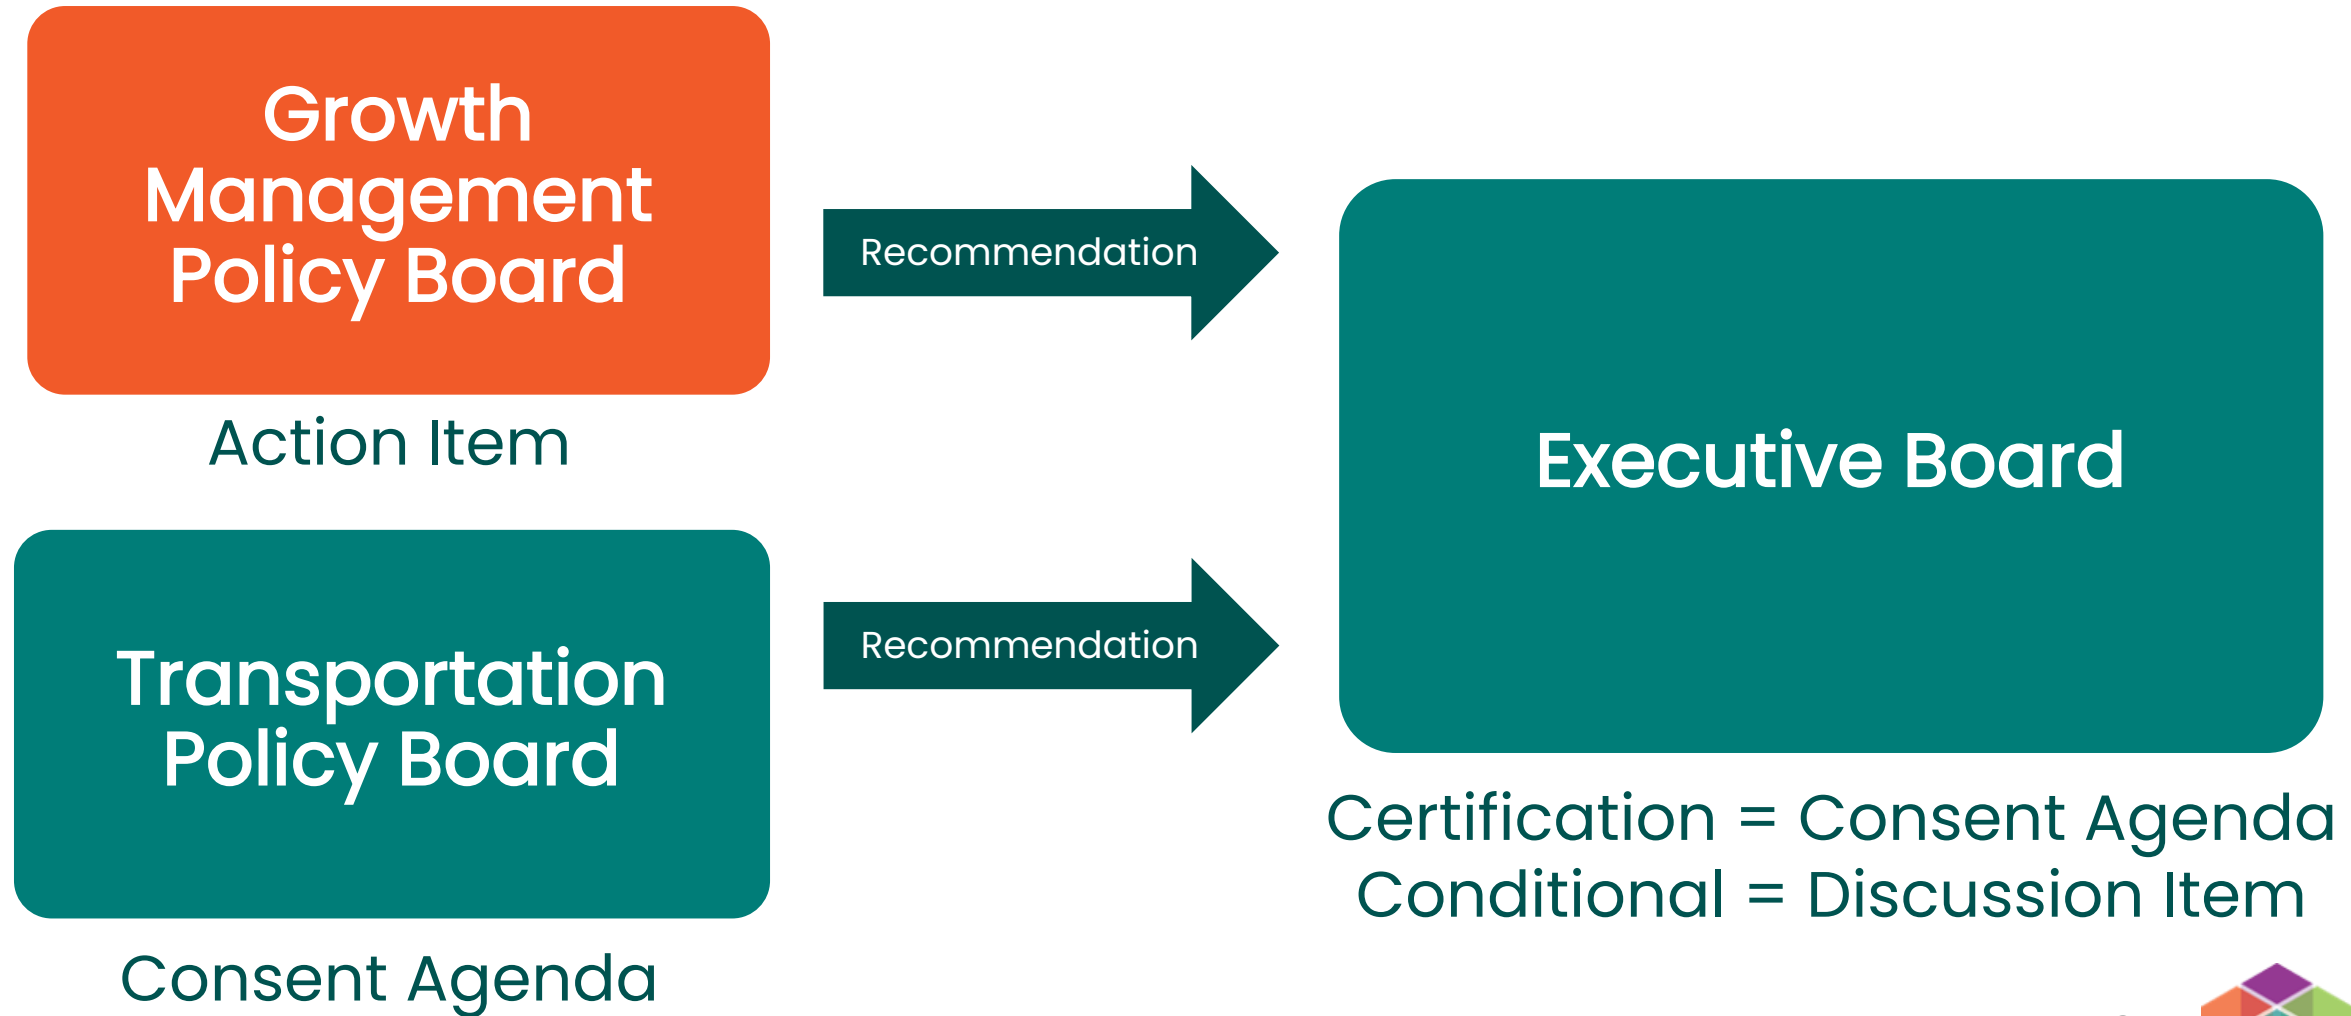 Growth
Management
Policy Board
Action Item
Recommendation
Transportation
Policy Board
Consent Agenda
Recommendation
Executive Board
Certification = Consent Agenda
Conditional = Discussion Item